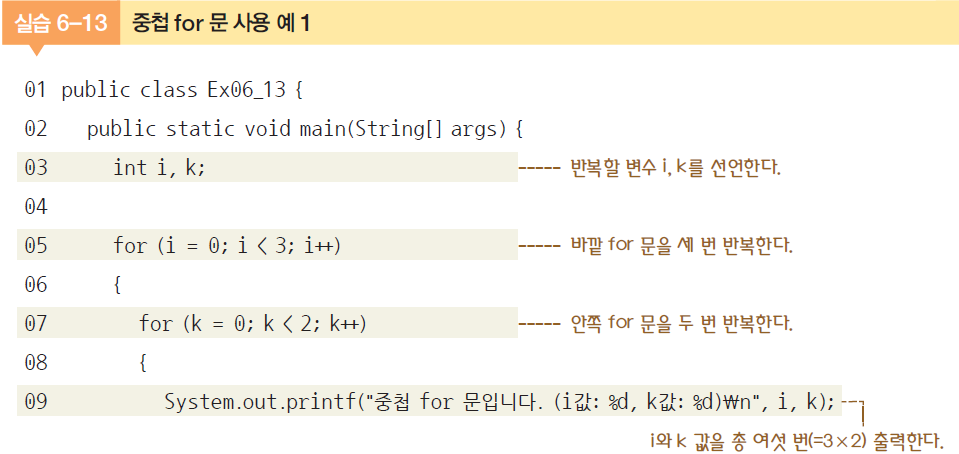 실습 6-13 중첩 for 문 사용 예 1
01 public class Ex06_13 {
02 public static void main(String[] args) {
03 int i, k; ----- 반복할 변수 i, k를 선언한다.
04
05 for (i = 0; i < 3; i++) ----- 바깥 for 문을 세 번 반복한다.
06 {
07 for (k = 0; k < 2; k++) ----- 안쪽 for 문을 두 번 반복한다.
08 {
09 System.out.printf("중첩 for 문입니다. (i값: %d, k값: %d)₩n", i, k);
i와 k 값을 총 여섯 번(=3×2) 출력한다.